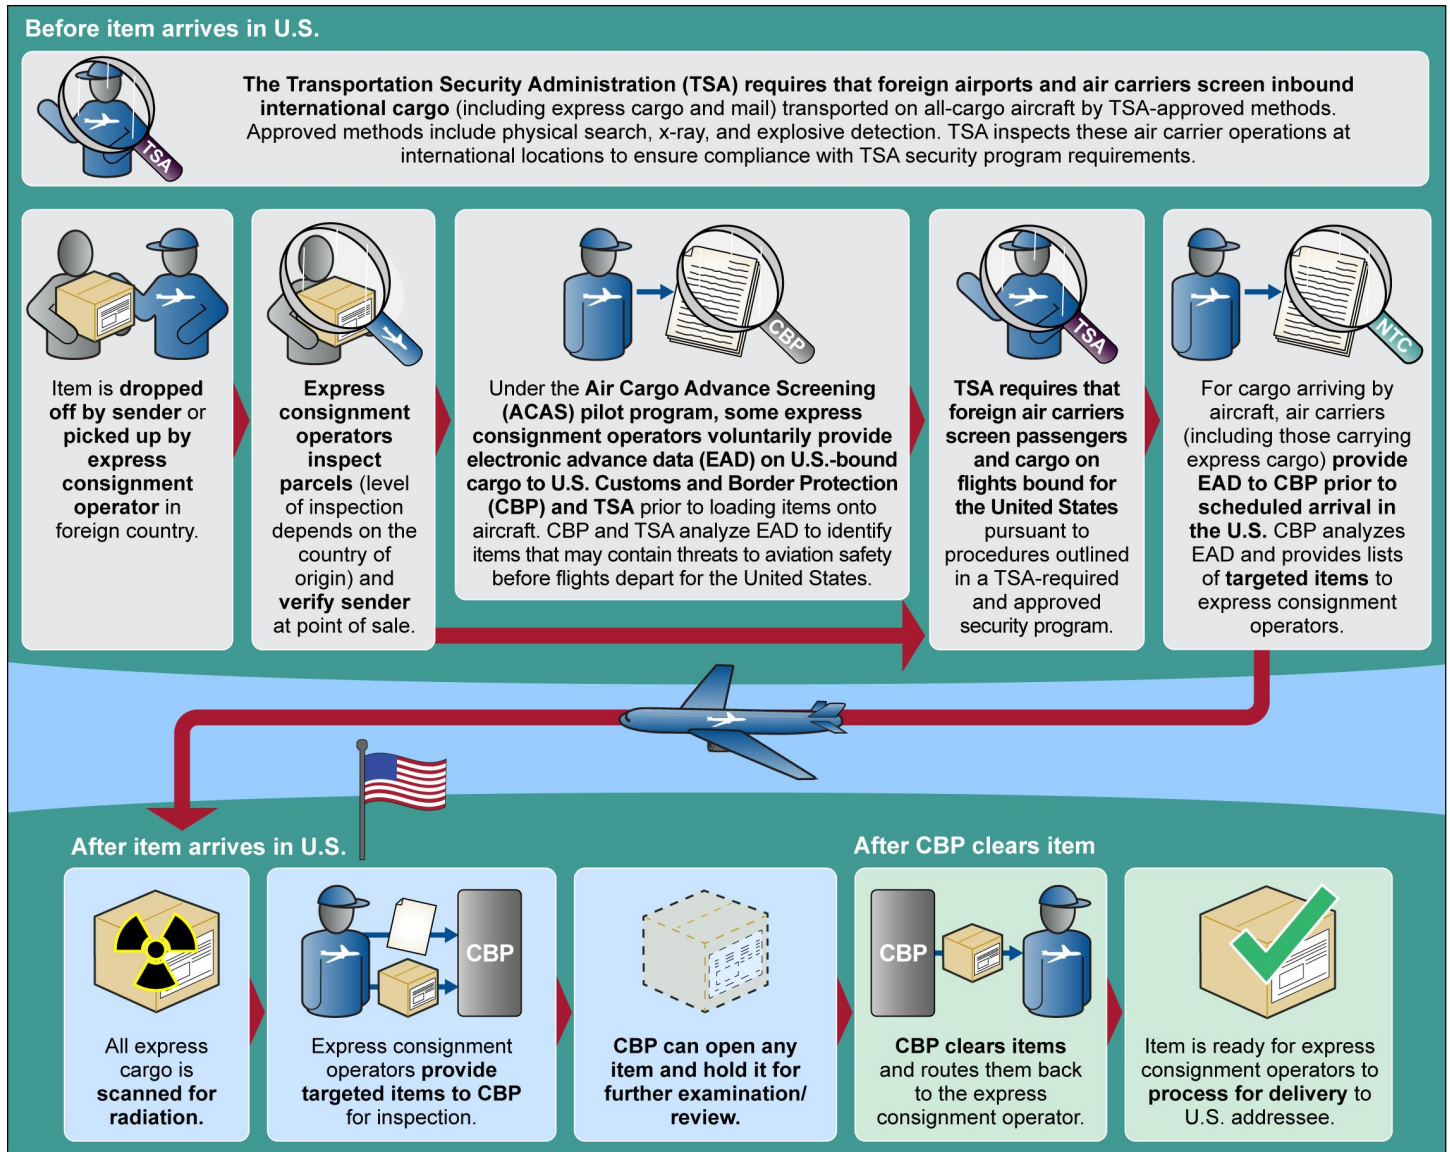 Before item arrives in U.S.
The Transportation Security Administration (TSA) requires that foreign airports and air carriers screen inbound
international cargo (including express cargo and mail) transported on all-cargo aircraft by TSA-approved methods.
Approved methods include physical search, x-ray, and explosive detection. TSA inspects these air carrier operations at
international locations to ensure compliance with TSA security program requirements.
TSA
Item is dropped
off by sender or
picked up by
express
consignment
operator in
foreign country.
Express
consignment
operators
inspect
parcels (level
of inspection
depends on the
country of
origin) and
verify sender
at point of sale.
CBP
Under the Air Cargo Advance Screening
(ACAS) pilot program, some express
consignment operators voluntarily provide
electronic advance data (EAD) on U.S.-bound
cargo to U.S. Customs and Border Protection
(CBP) and TSA prior to loading items onto
aircraft. CBP and TSA analyze EAD to identify
items that may contain threats to aviation safety
before flights depart for the United States.
TSA
TSA requires that
foreign air carriers
screen passengers
and cargo on
flights bound for
the United States
pursuant to
procedures outlined
in a TSA-required
and approved
security program.
NTC
For cargo arriving by
aircraft, air carriers
(including those carrying
express cargo) provide
EAD to CBP prior to
scheduled arrival in
the U.S. CBP analyzes
EAD and provides lists
of targeted items to
express consignment
operators.
After item arrives in U.S.
All express
cargo is
scanned for
radiation.
CBP
Express consignment
operators provide
targeted items to CBP
for inspection.
CBP can open any
item and hold it for
further examination/
review.
After CBP clears item
CBP
CBP clears items
and routes them back
to the express
consignment operator.
Item is ready for express
consignment operators to
process for delivery to
U.S. addressee.